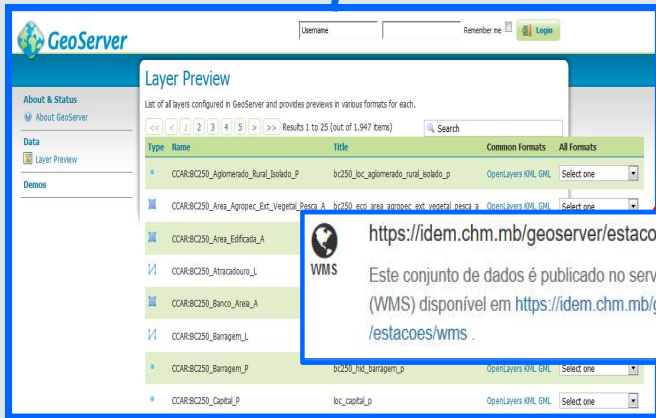 GeoServer
Username
Remember me
Login
About & Status
About GeoServer
Data
Layer Preview
Demos
Layer Preview
List of all layers configured in GeoServer and provides previews in various formats for each.
<< < 1 2 3 4 5 > >> Results 1 to 25 (out of 1.947 items)
Search
Type Name Title Common Formats All Formats
CCAR:BC250_Aglomerado_Rural_Isolado_P bc250_loc_aglomerado_rural_isolado_p OpenLayers KML GML Select one
CCAR:BC250_Area_Agropec_Ext_Vegetal_Pesca_A bc250_eco_area_agropec_ext_vegetal_pesca_a OpenLayers KML GML Select one
CCAR:BC250_Area_Edificada_A
CCAR:BC250_Atracadouro_L
CCAR:BC250_Banco_Areia_A
CCAR:BC250_Barragem_L
CCAR:BC250_Barragem_P bc250_hid_barragem_p OpenLayers KML GML Select one
CCAR:BC250_Capital_P loc_capital_p OpenLayers KML GML Select one
WMS
https://idem.chm.mb/geoserver/estaco
Este conjunto de dados é publicado no serv
(WMS) disponível em https://idem.chm.mb/g
/estacoes/wms .